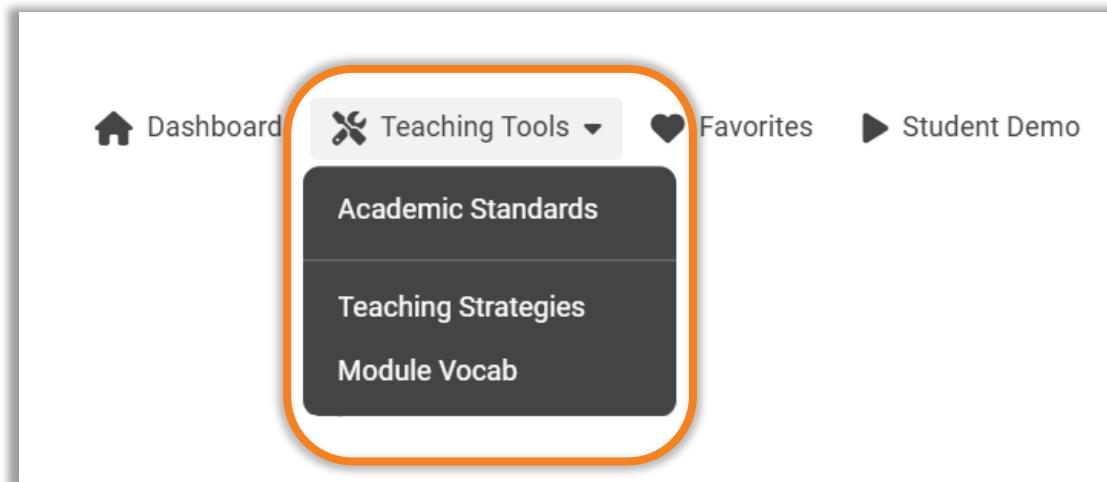 Dashboard Teaching Tools Favorites Student Demo
Academic Standards
Teaching Strategies
Module Vocab